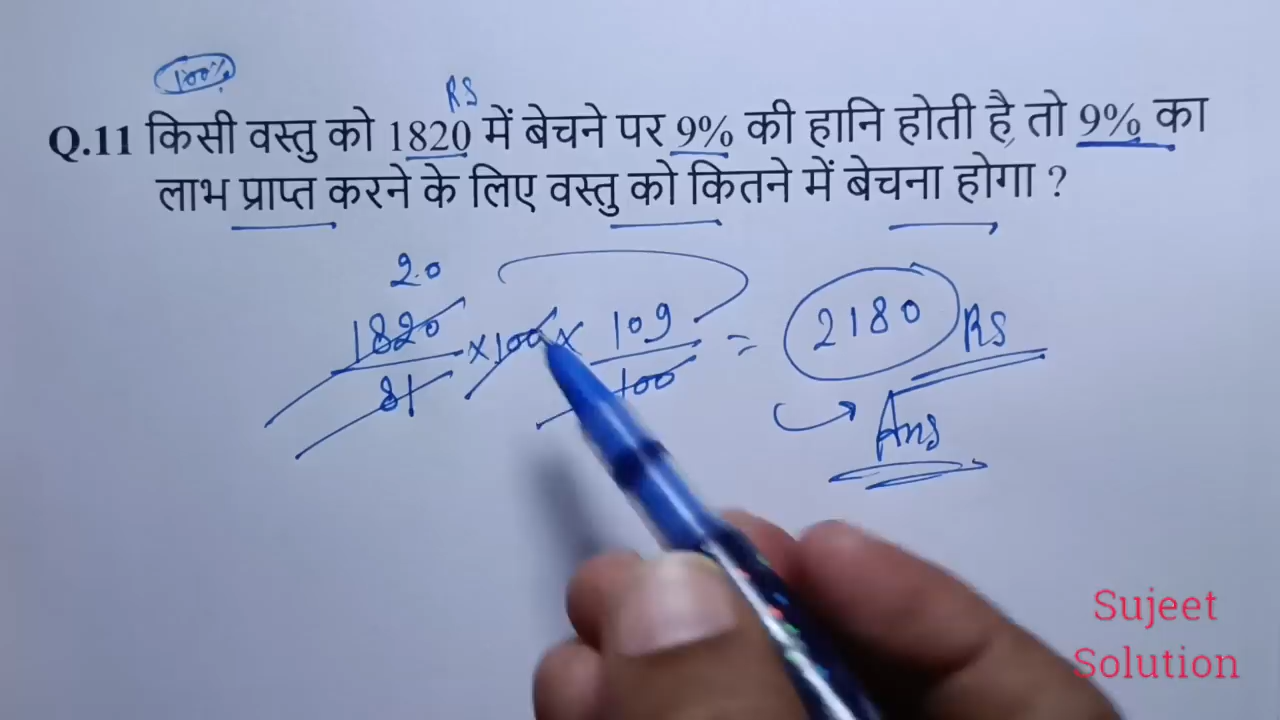 100%
RS
Q.11 किसी वस्तु को 1820 में बेचने पर 9% की हानि होती है, तो 9% का
लाभ प्राप्त करने के लिए वस्तु को कितने में बेचना होगा ?
20
1820 × 100 × 109 = 2180 RS
91 100
Ans
Sujeet
Solution